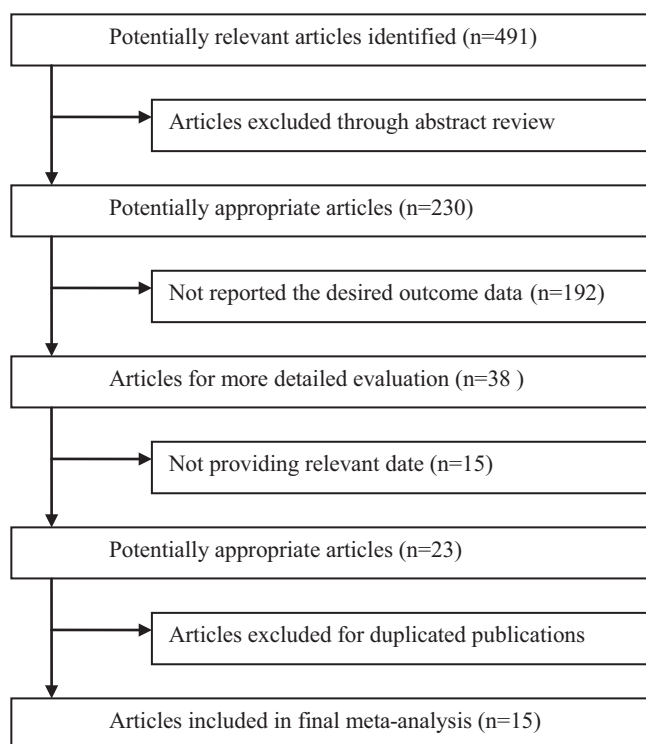 Potentially relevant articles identified (n=491)
Articles excluded through abstract review
Potentially appropriate articles (n=230)
Not reported the desired outcome data (n=192)
Articles for more detailed evaluation (n=38 )
Not providing relevant date (n=15)
Potentially appropriate articles (n=23)
Articles excluded for duplicated publications
Articles included in final meta-analysis (n=15)